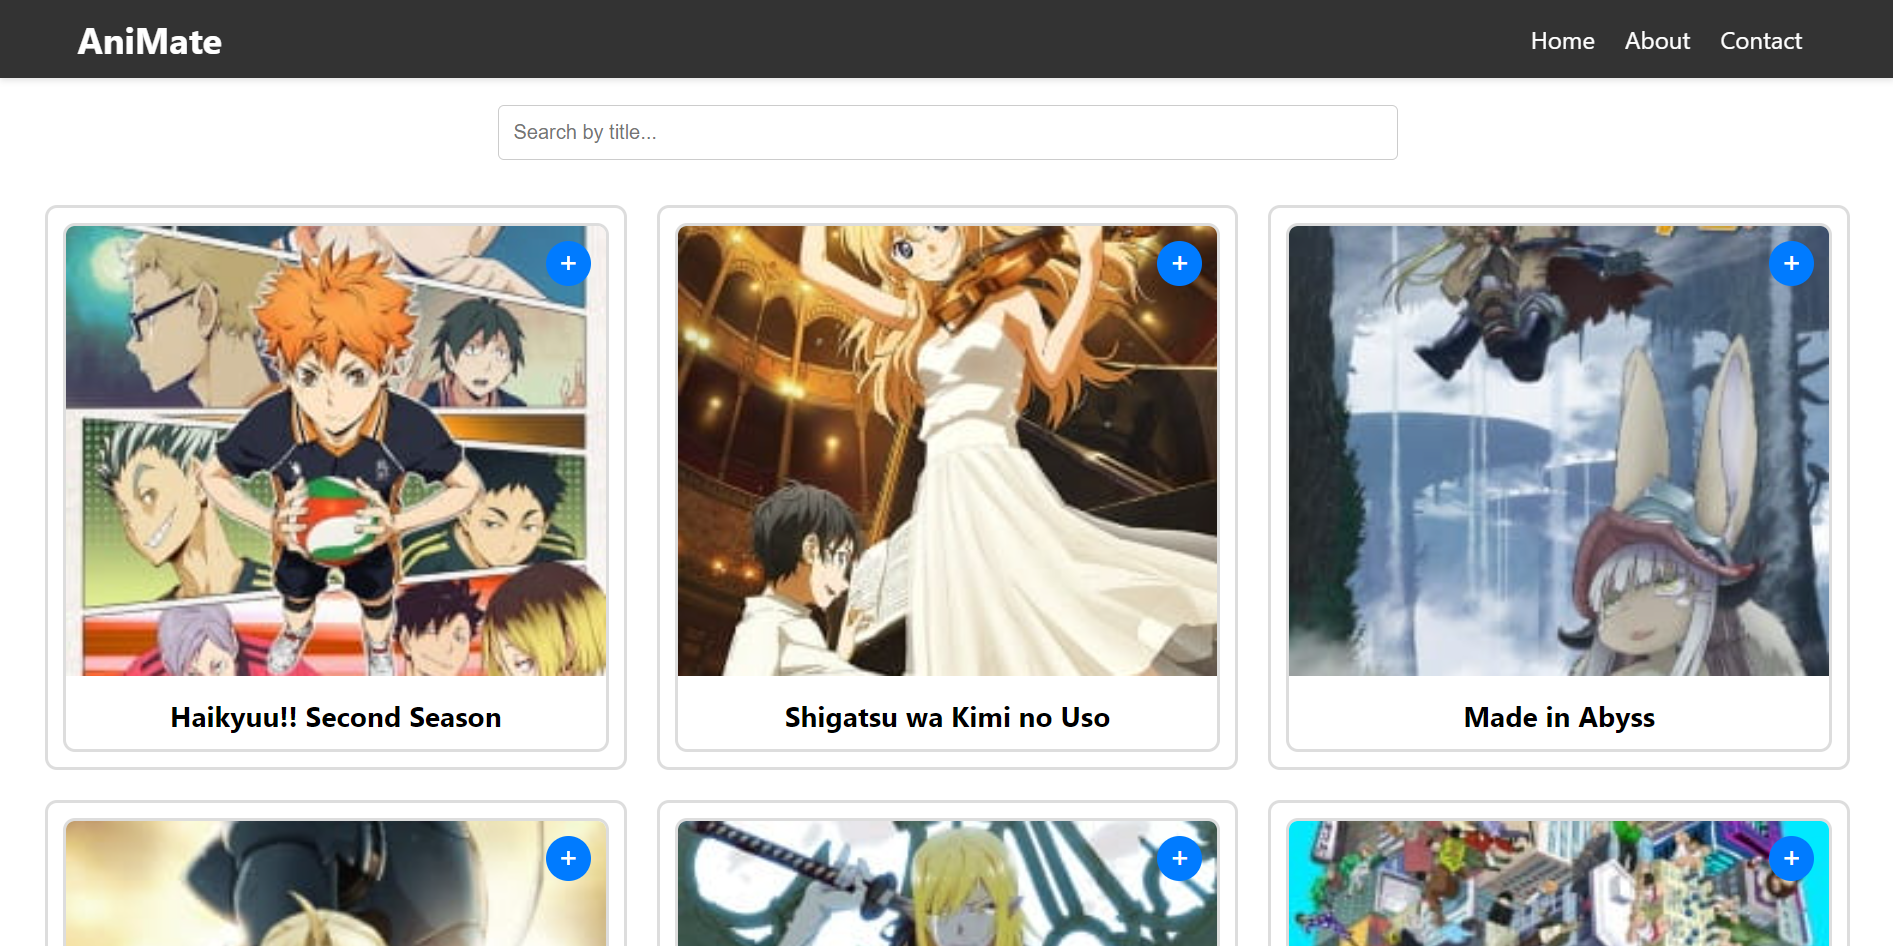 AniMate
Home About Contact
Search by title...
+ + +
Haikyuu!! Second Season
Shigatsu wa Kimi no Uso
Made in Abyss
+ + +